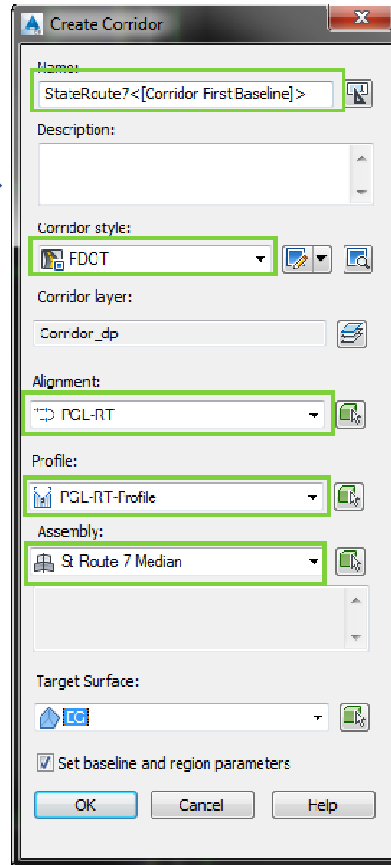 Create Corridor
Name:
StateRoute7<[Corridor First Baseline]>
Description:
Corridor style:
FDOT
Corridor layer:
Corridor_dp
Alignment:
PGL-RT
Profile:
PGL-RT-Profile
Assembly:
St Route 7 Median
Target Surface:
EG
Set baseline and region parameters
OK
Cancel
Help